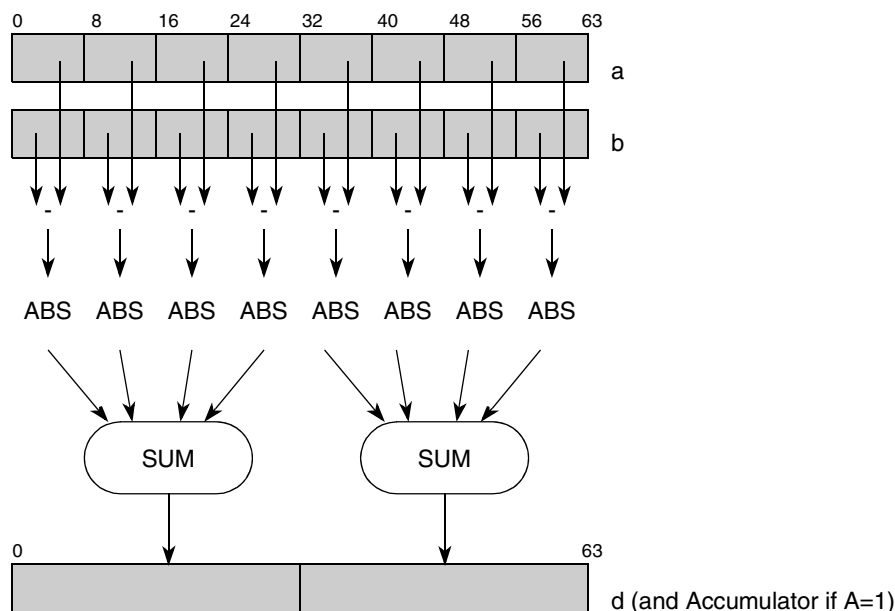 0 8 16 24 32 40 48 56 63
a
b
- - - - - - - -
ABS ABS ABS ABS ABS ABS ABS ABS
SUM SUM
0 63
d (and Accumulator if A=1)